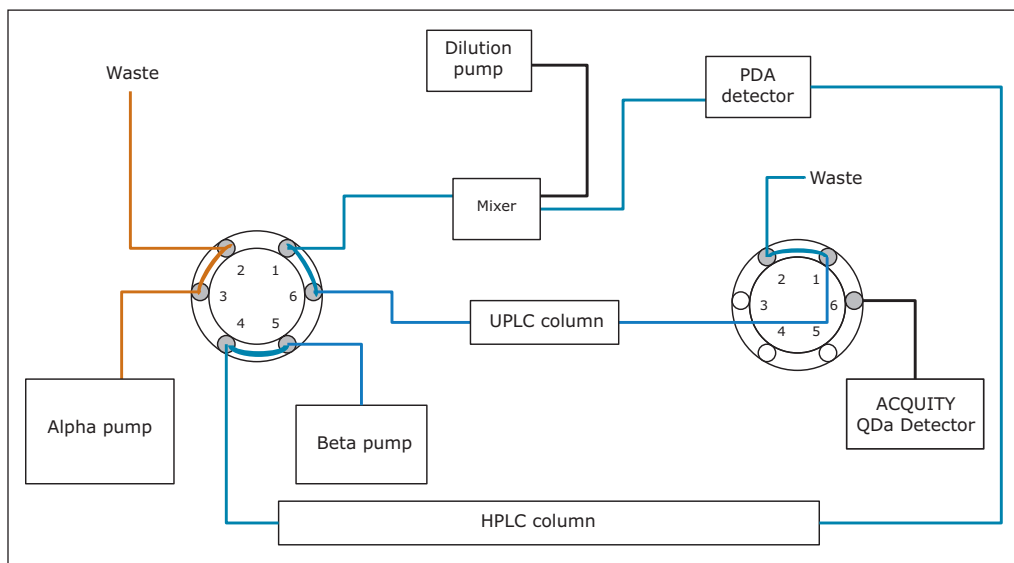 Dilution
pump
PDA
detector
Waste
Mixer
Waste
2 1
3 6
4 5
2 1
3 6
4 5
UPLC column
Alpha pump
Beta pump
ACQUITY
QDa Detector
HPLC column